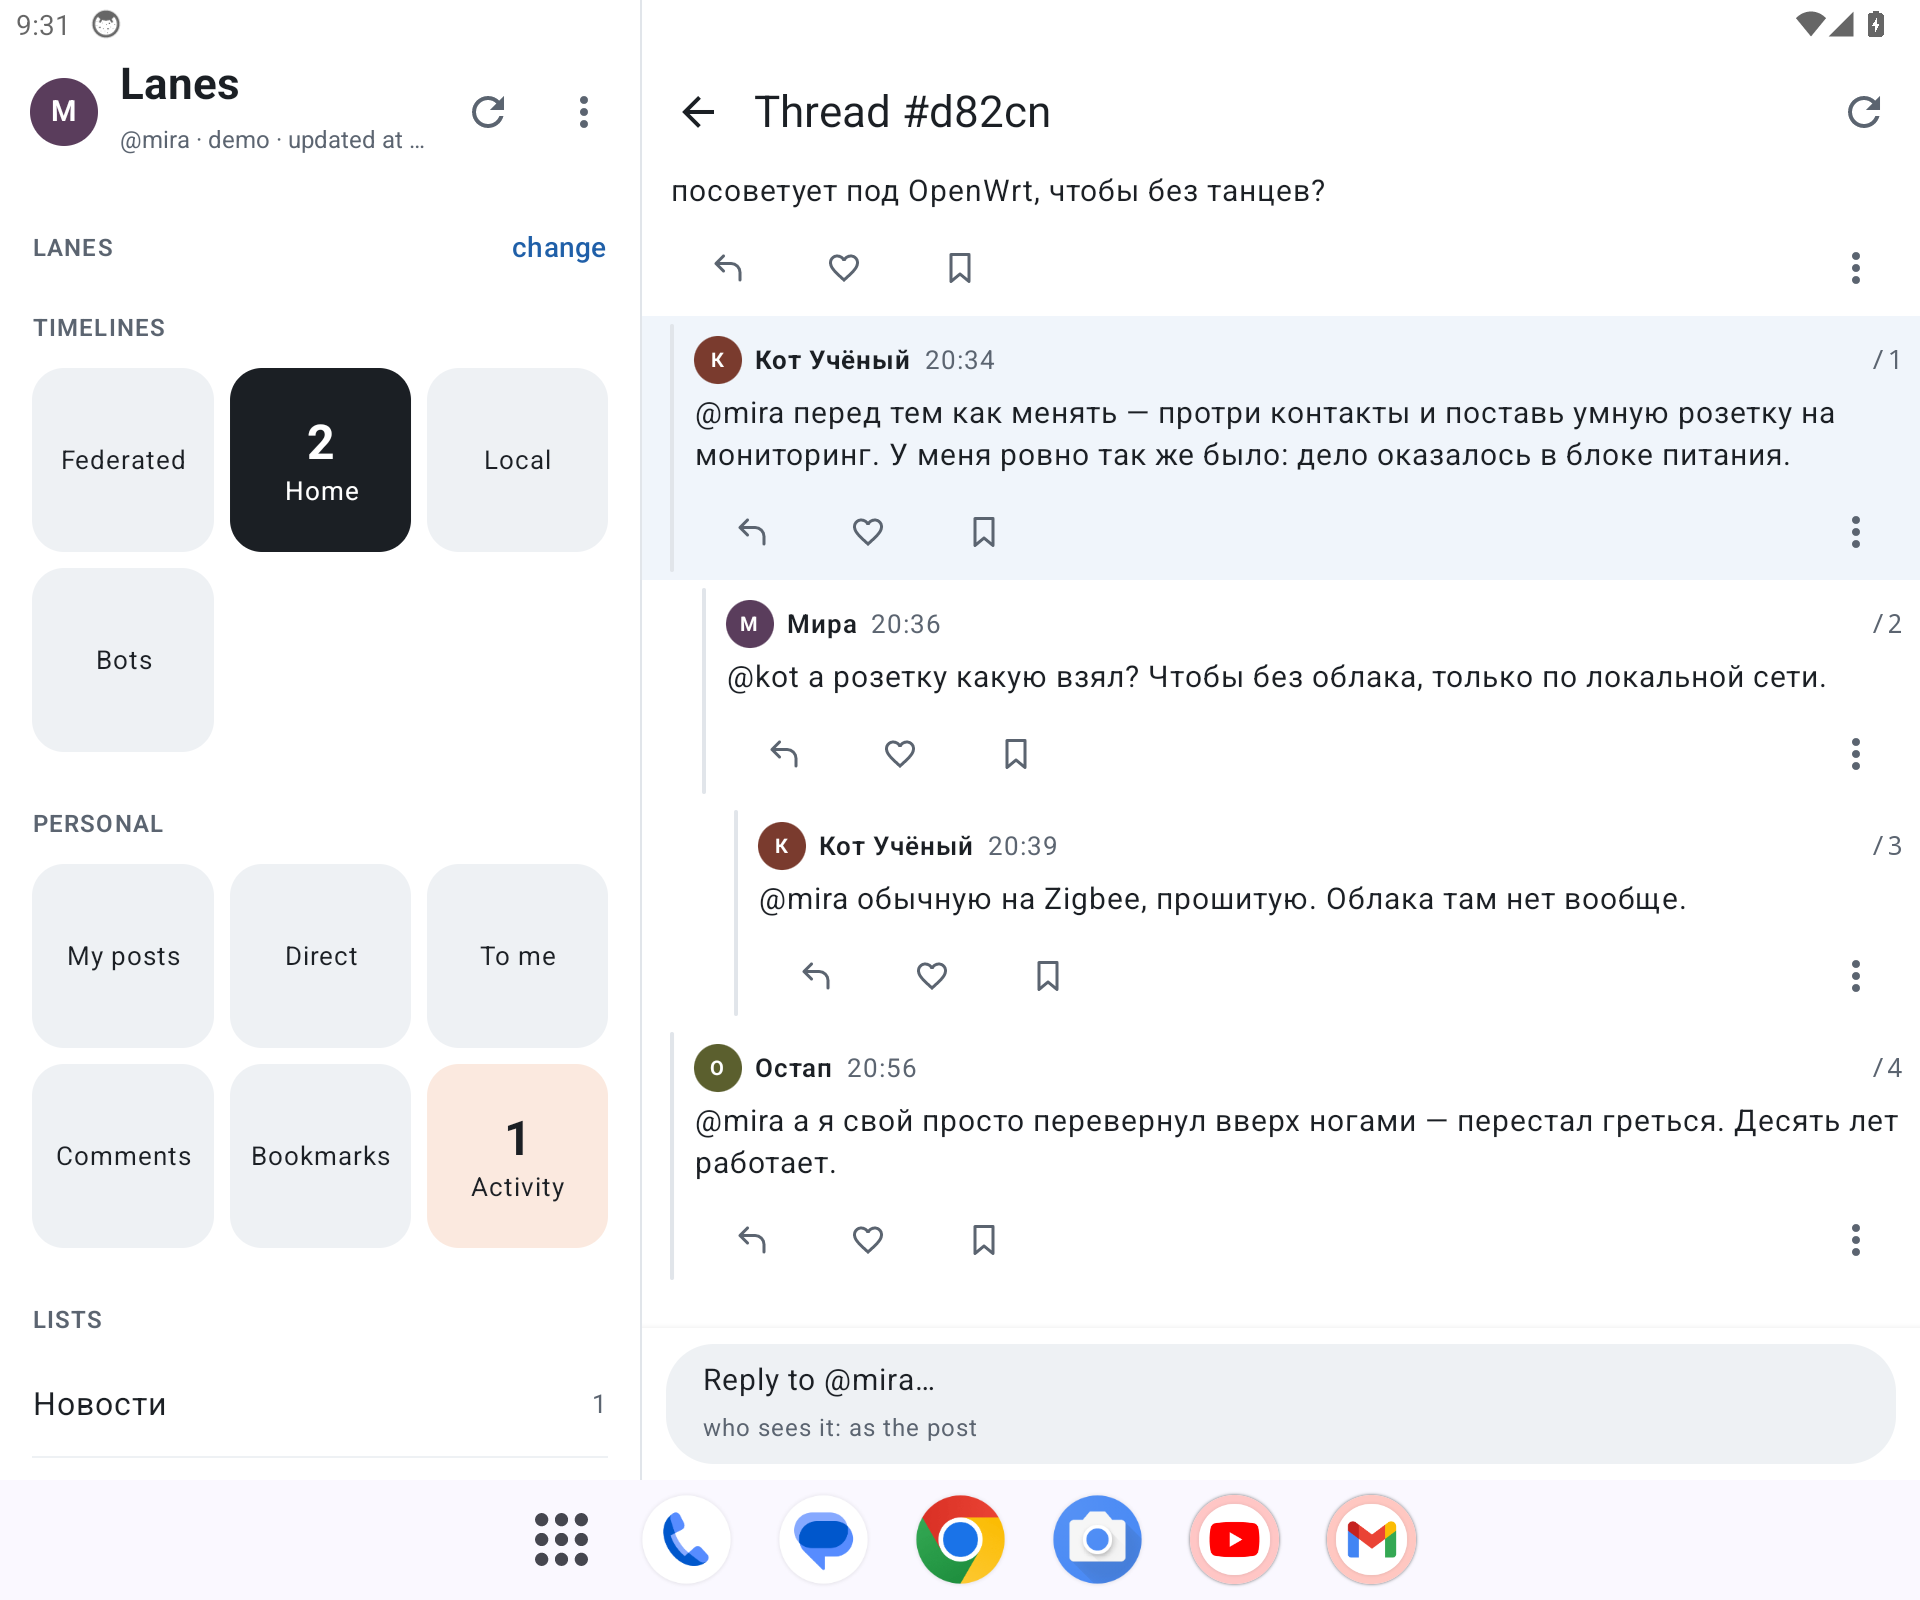 9:31
M
Lanes
@mira · demo · updated at …
LANES
change
TIMELINES
Federated
2
Home
Local
Bots
PERSONAL
My posts
Direct
To me
Comments
Bookmarks
1
Activity
LISTS
Новости
1
Thread #d82cn
посоветует под OpenWrt, чтобы без танцев?
К
Кот Учёный 20:34
/1
@mira перед тем как менять — протри контакты и поставь умную розетку на
мониторинг. У меня ровно так же было: дело оказалось в блоке питания.
М
Мира 20:36
/2
@kot а розетку какую взял? Чтобы без облака, только по локальной сети.
К
Кот Учёный 20:39
/3
@mira обычную на Zigbee, прошитую. Облака там нет вообще.
О
Остап 20:56
/4
@mira а я свой просто перевернул вверх ногами — перестал греться. Десять лет
работает.
Reply to @mira…
who sees it: as the post